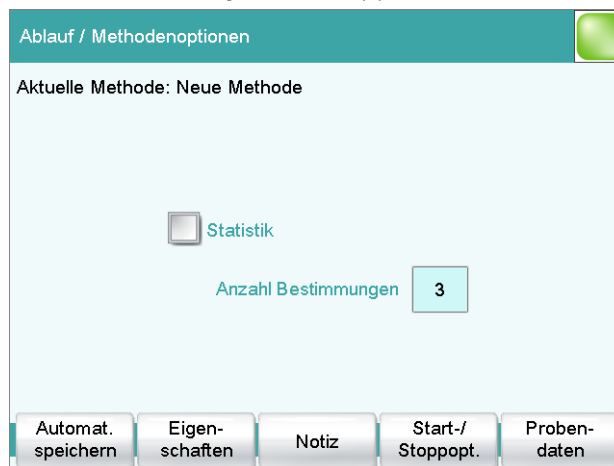 Ablauf / Methodenoptionen
Aktuelle Methode: Neue Methode
Statistik
Anzahl Bestimmungen 3
Automat.
speichern
Eigen-
schaften
Notiz
Start-/
Stoppopt.
Proben-
daten